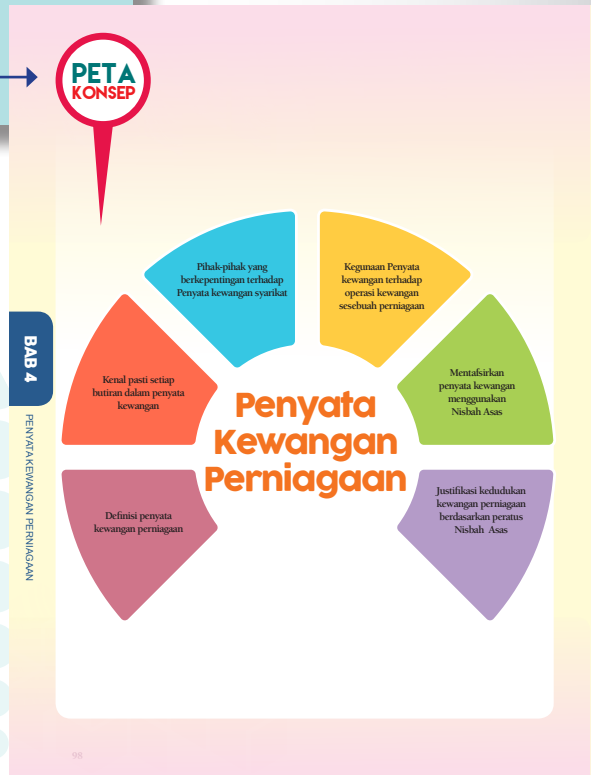 PETA
KONSEP
Pihak-pihak yang
berkepentingan terhadap
Penyata kewangan syarikat
Kegunaan Penyata
kewangan terhadap
operasi kewangan
sesebuah perniagaan
Kenal pasti setiap
butiran dalam penyata
kewangan
Mentafsirkan
penyata kewangan
menggunakan
Nisbah Asas
Penyata
Kewangan
Perniagaan
Definisi penyata
kewangan perniagaan
Justifikasi kedudukan
kewangan perniagaan
berdasarkan peratus
Nisbah Asas
BAB 4
PENYATA KEWANGAN PERNIAGAAN
98